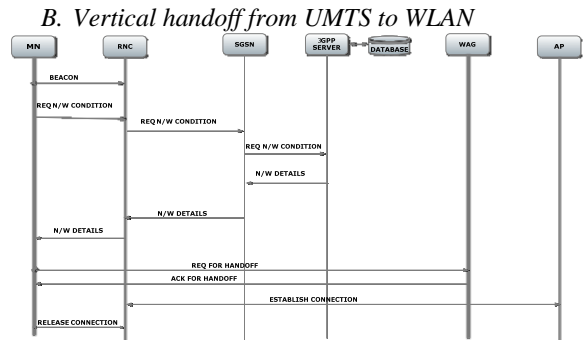 B. Vertical handoff from UMTS to WLAN
MN
RNC
SGSN
3GPP
SERVER
DATABASE
WAG
AP
BEACON
REQ N/W CONDITION
REQ N/W CONDITION
REQ N/W CONDITION
N/W DETAILS
N/W DETAILS
N/W DETAILS
REQ FOR HANDOFF
ACK FOR HANDOFF
ESTABLISH CONNECTION
RELEASE CONNECTION